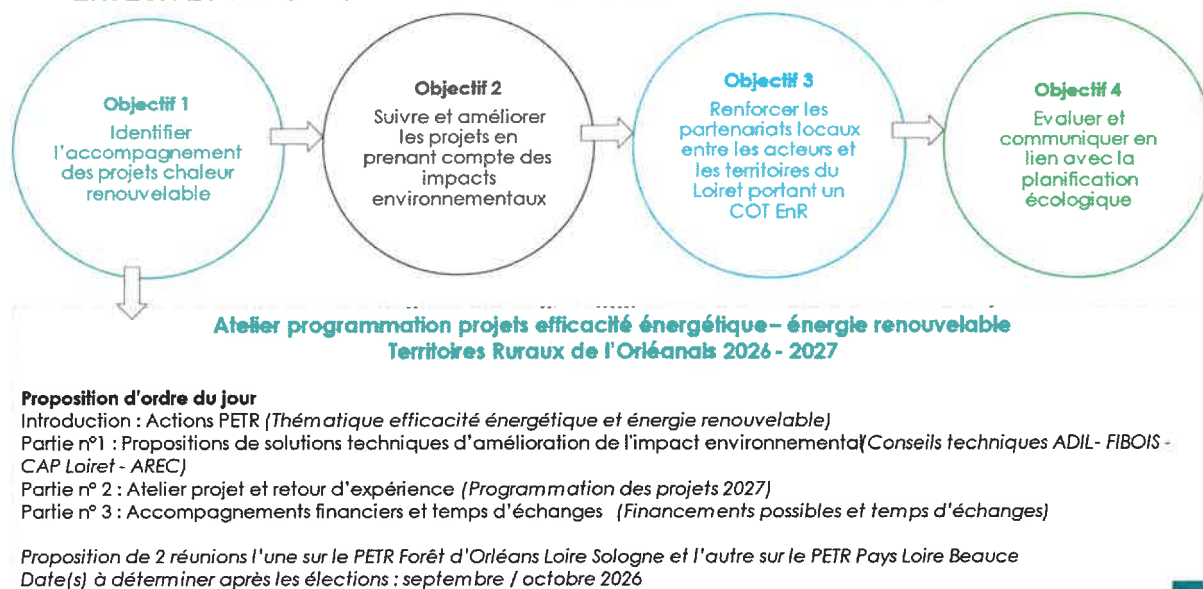 Objectif 1
Identifier
l'accompagnement
des projets chaleur
renouvelable
Objectif 2
Suivre et améliorer
les projets en
prenant compte des
impacts
environnementaux
Objectif 3
Renforcer les
partenariats locaux
entre les acteurs et
les territoires du
Loiret portant un
COT EnR
Objectif 4
Evaluer et
communiquer en
lien avec la
planification
écologique
Atelier programmation projets efficacité énergétique– énergie renouvelable
Territoires Ruraux de l'Orléanais 2026 - 2027
Proposition d'ordre du jour
Introduction : Actions PETR (Thématique efficacité énergétique et énergie renouvelable)
Partie n°1 : Propositions de solutions techniques d'amélioration de l'impact environnemental(Conseils techniques ADIL- FIBOIS -
CAP Loiret - AREC)
Partie n° 2 : Atelier projet et retour d'expérience (Programmation des projets 2027)
Partie n° 3 : Accompagnements financiers et temps d'échanges (Financements possibles et temps d'échanges)
Proposition de 2 réunions l'une sur le PETR Forêt d'Orléans Loire Sologne et l'autre sur le PETR Pays Loire Beauce
Date(s) à déterminer après les élections : septembre / octobre 2026